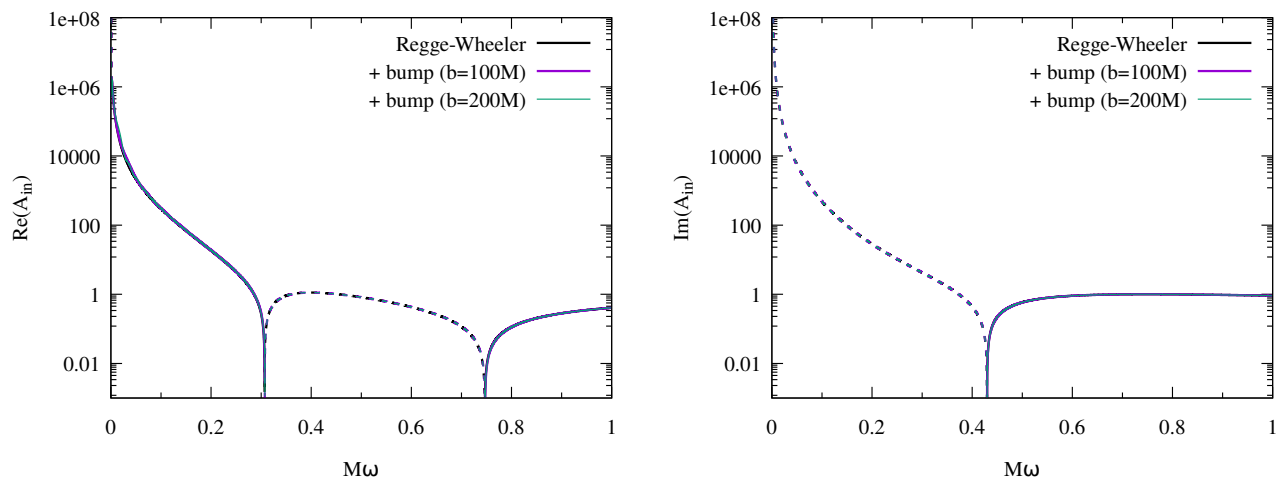 1e+08
1e+06
10000
100
1
0.01
Re(A_in)
Regge-Wheeler
+ bump (b=100M)
+ bump (b=200M)
0 0.2 0.4 0.6 0.8 1
Mω
1e+08
1e+06
10000
100
1
0.01
Im(A_in)
Regge-Wheeler
+ bump (b=100M)
+ bump (b=200M)
0 0.2 0.4 0.6 0.8 1
Mω